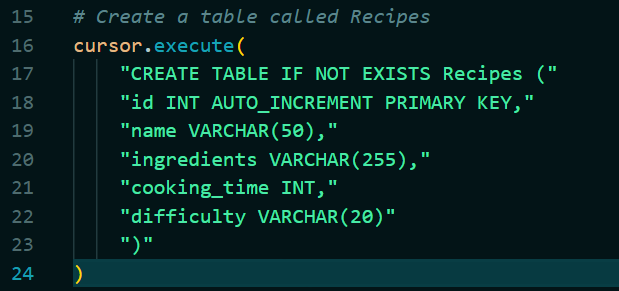 15 # Create a table called Recipes
16 cursor.execute(
17     "CREATE TABLE IF NOT EXISTS Recipes ("
18     "id INT AUTO_INCREMENT PRIMARY KEY,"
19     "name VARCHAR(50),"
20     "ingredients VARCHAR(255),"
21     "cooking_time INT,"
22     "difficulty VARCHAR(20)"
23     ")"
24 )